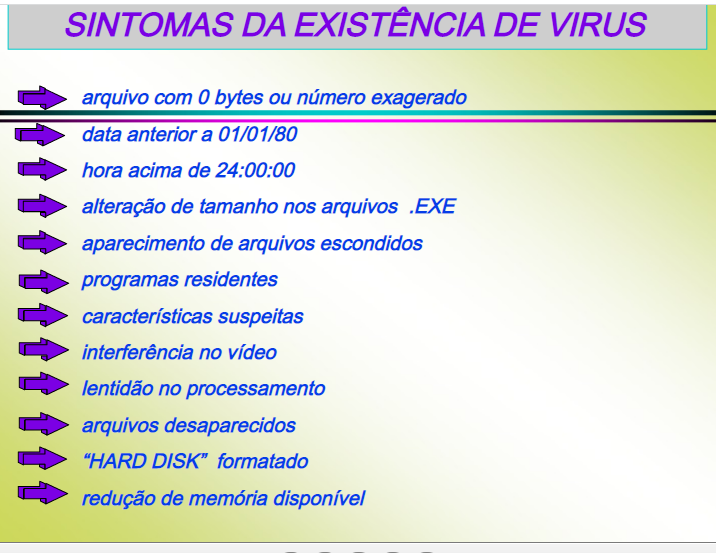 SINTOMAS DA EXISTÊNCIA DE VIRUS
arquivo com 0 bytes ou número exagerado
data anterior a 01/01/80
hora acima de 24:00:00
alteração de tamanho nos arquivos .EXE
aparecimento de arquivos escondidos
programas residentes
características suspeitas
interferência no vídeo
lentidão no processamento
arquivos desaparecidos
“HARD DISK” formatado
redução de memória disponível